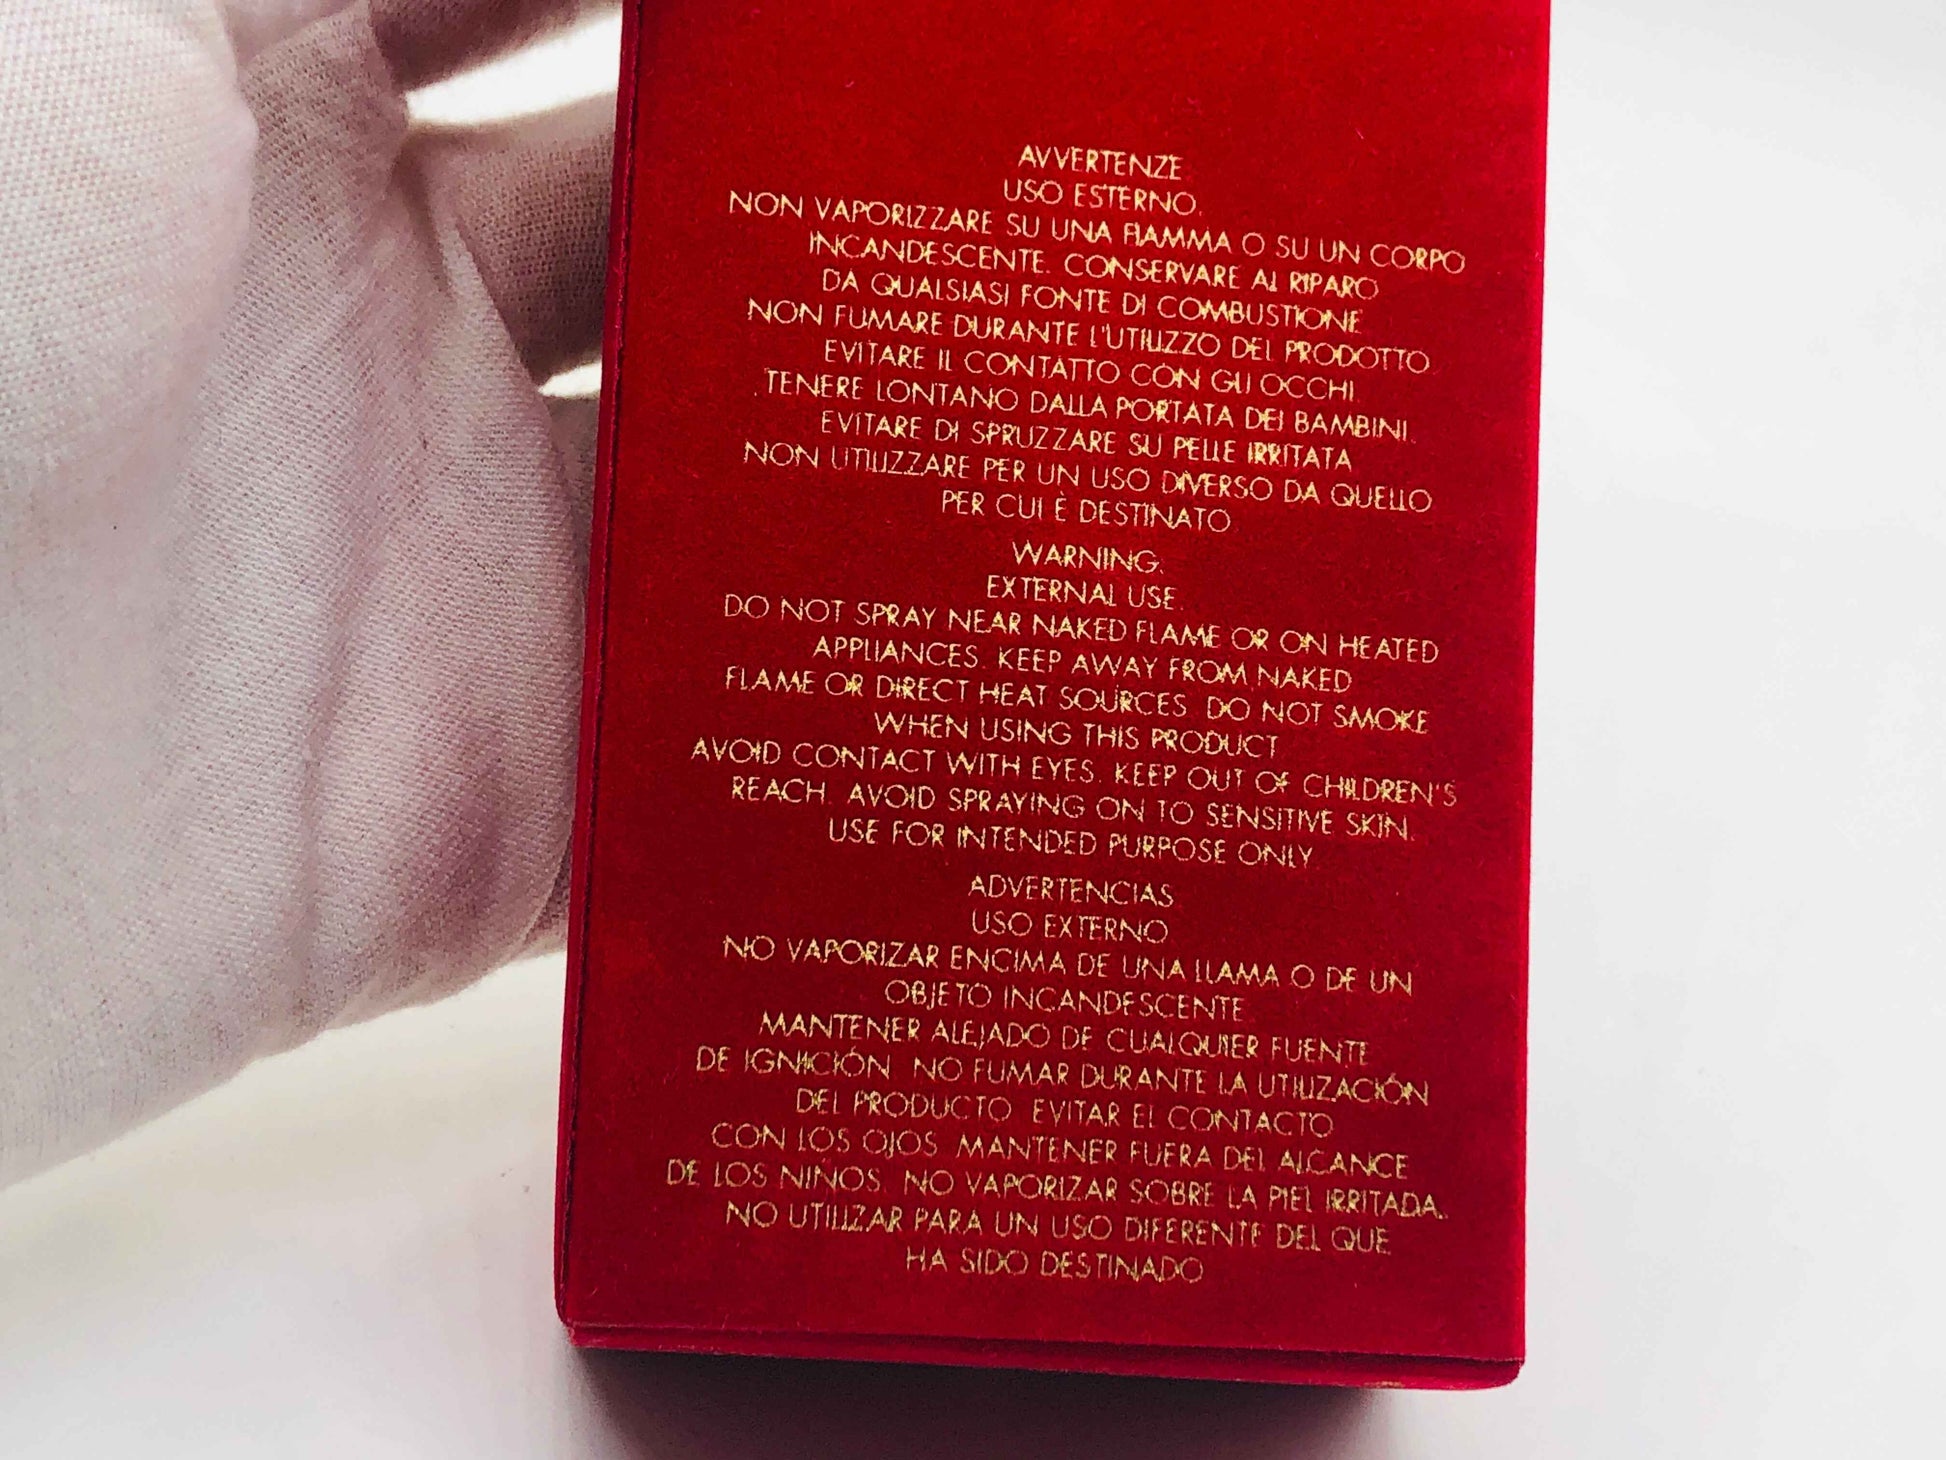 AVVERTENZE
USO ESTERNO.
NON VAPORIZZARE SU UNA FIAMMA O SU UN CORPO
INCANDESCENTE. CONSERVARE AL RIPARO
DA QUALSIASI FONTE DI COMBUSTIONE
NON FUMARE DURANTE L'UTILIZZO DEL PRODOTTO
EVITARE IL CONTATTO CON GLI OCCHI.
TENERE LONTANO DALLA PORTATA DEI BAMBINI.
EVITARE DI SPRUZZARE SU PELLE IRRITATA
NON UTILIZZARE PER UN USO DIVERSO DA QUELLO
PER CUI È DESTINATO
WARNING.
EXTERNAL USE.
DO NOT SPRAY NEAR NAKED FLAME OR ON HEATED
APPLIANCES. KEEP AWAY FROM NAKED
FLAME OR DIRECT HEAT SOURCES. DO NOT SMOKE
WHEN USING THIS PRODUCT
AVOID CONTACT WITH EYES. KEEP OUT OF CHILDREN'S
REACH. AVOID SPRAYING ON TO SENSITIVE SKIN.
USE FOR INTENDED PURPOSE ONLY.
ADVERTENCIAS
USO EXTERNO
NO VAPORIZAR ENCIMA DE UNA LLAMA O DE UN
OBJETO INCANDESCENTE
MANTENER ALEJADO DE CUALQUIER FUENTE
DE IGNICIÓN. NO FUMAR DURANTE LA UTILIZACIÓN
DEL PRODUCTO. EVITAR EL CONTACTO
CON LOS OJOS. MANTENER FUERA DEL ALCANCE
DE LOS NIÑOS. NO VAPORIZAR SOBRE LA PIEL IRRITADA.
NO UTILIZAR PARA UN USO DIFERENTE DEL QUE
HA SIDO DESTINADO